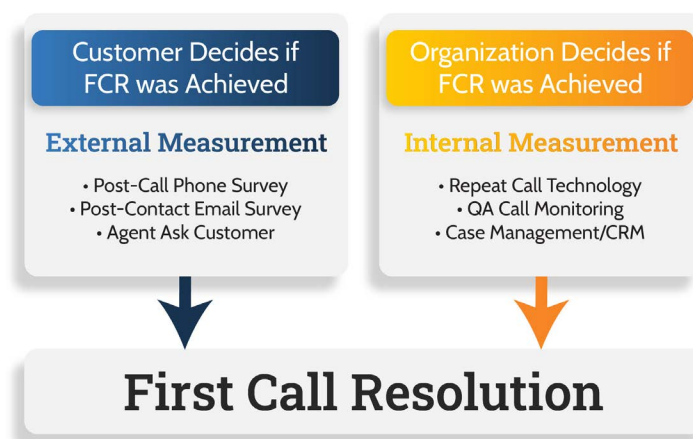 Customer Decides if
FCR was Achieved
External Measurement
• Post-Call Phone Survey
• Post-Contact Email Survey
• Agent Ask Customer
Organization Decides if
FCR was Achieved
Internal Measurement
• Repeat Call Technology
• QA Call Monitoring
• Case Management/CRM
First Call Resolution